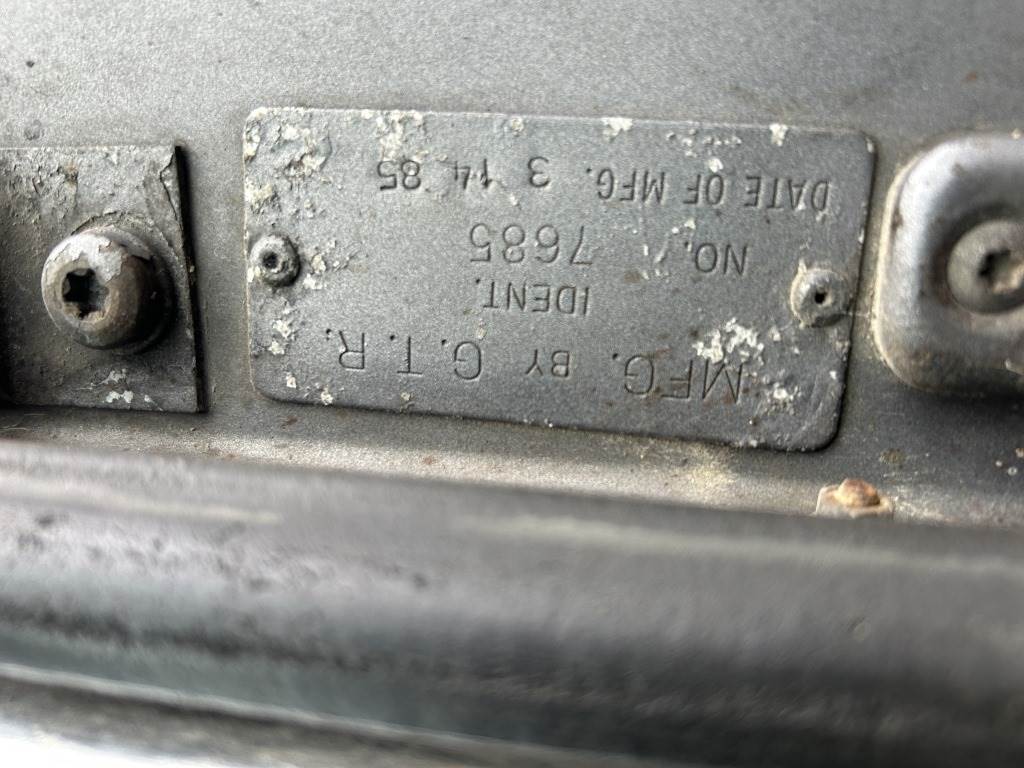 MFG. BY G.T.R.
IDENT.
NO. 7685
DATE OF MFG. 3 14 85